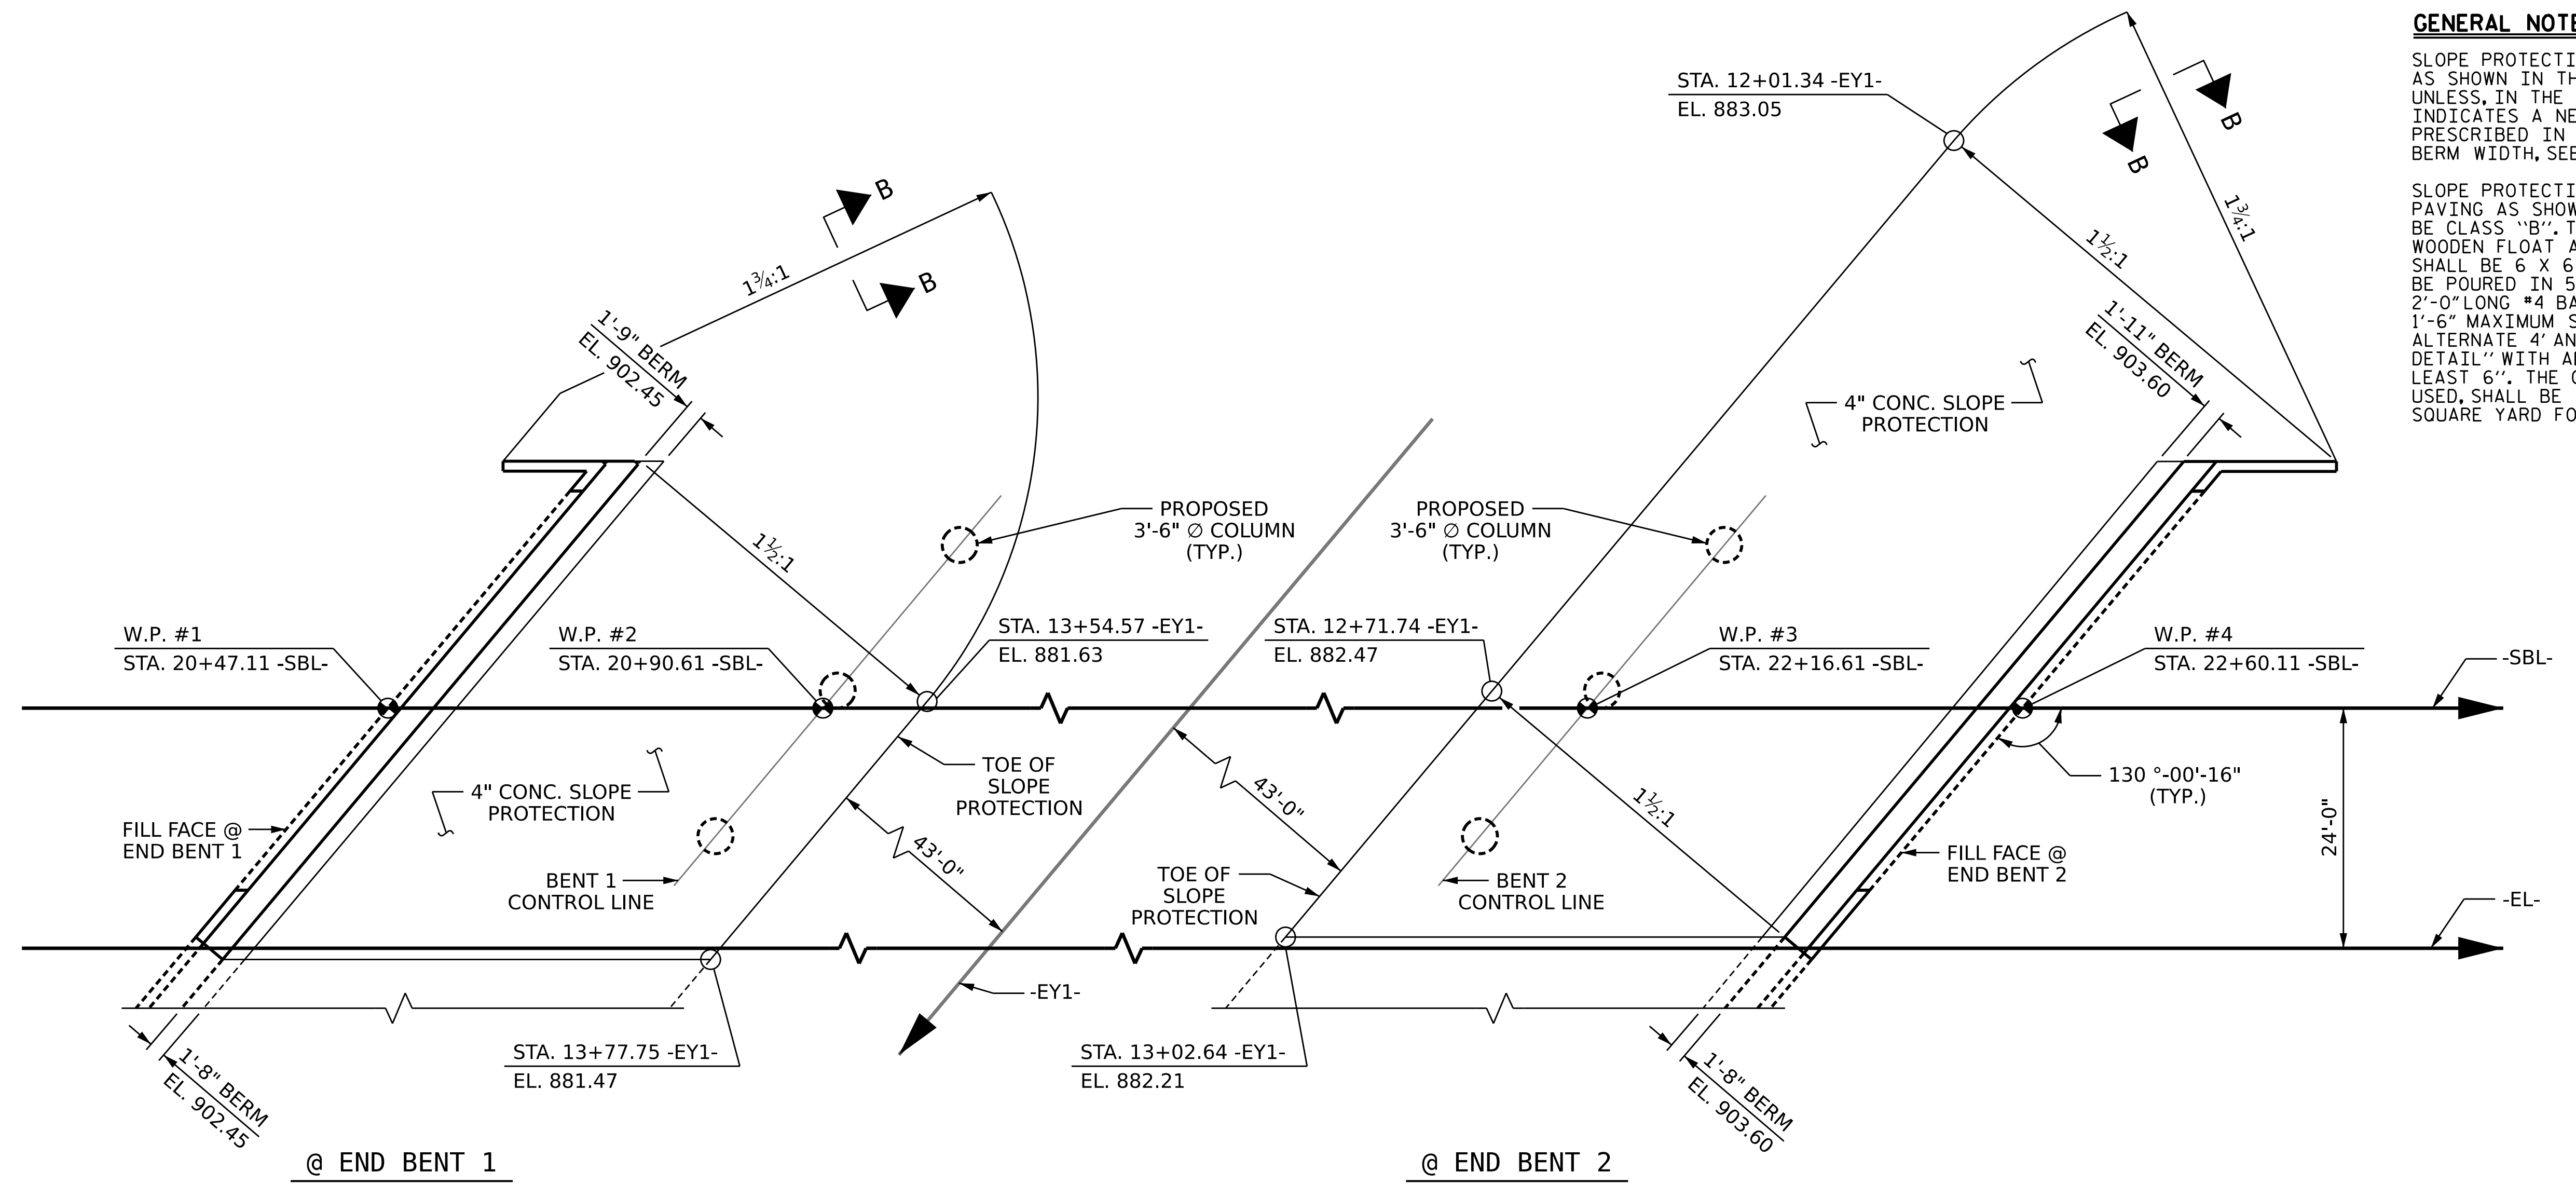 GENERAL
SLOPE
AS SHOWN IN
UNLESS, IN THE
INDICATES A
PRESCRIBED IN
BERM WIDTH, SEE
SLOPE
PAVING AS
BE CLASS "B".
WOODEN FLOAT
SHALL BE 6 X 6
BE POURED IN
2'-0" LONG #4
1'-6" MAXIMUM
ALTERNATE 4'
DETAIL" WITH
LEAST 6". THE
USED, SHALL BE
SQUARE YARD
STA. 12+01.34 -EY1-
EL. 883.05
B
B
B
B
1¾:1
1¾:1
1½:1
1'-9" BERM
EL. 902.45
1'-11" BERM
EL. 903.60
4" CONC. SLOPE
PROTECTION
1½:1
PROPOSED
3'-6" ∅ COLUMN
(TYP.)
PROPOSED
3'-6" ∅ COLUMN
(TYP.)
W.P. #1
STA. 20+47.11 -SBL-
W.P. #2
STA. 20+90.61 -SBL-
STA. 13+54.57 -EY1-
EL. 881.63
STA. 12+71.74 -EY1-
EL. 882.47
W.P. #3
STA. 22+16.61 -SBL-
W.P. #4
STA. 22+60.11 -SBL-
-SBL-
4" CONC. SLOPE
PROTECTION
TOE OF
SLOPE
PROTECTION
43'-0"
1½:1
130 °-00'-16"
(TYP.)
24'-0"
FILL FACE @
END BENT 1
43'-0"
BENT 1
CONTROL LINE
TOE OF
SLOPE
PROTECTION
BENT 2
CONTROL LINE
FILL FACE @
END BENT 2
-EL-
-EY1-
STA. 13+77.75 -EY1-
EL. 881.47
STA. 13+02.64 -EY1-
EL. 882.21
1'-8" BERM
EL. 902.45
1'-8" BERM
EL. 903.60
@ END BENT 1
@ END BENT 2